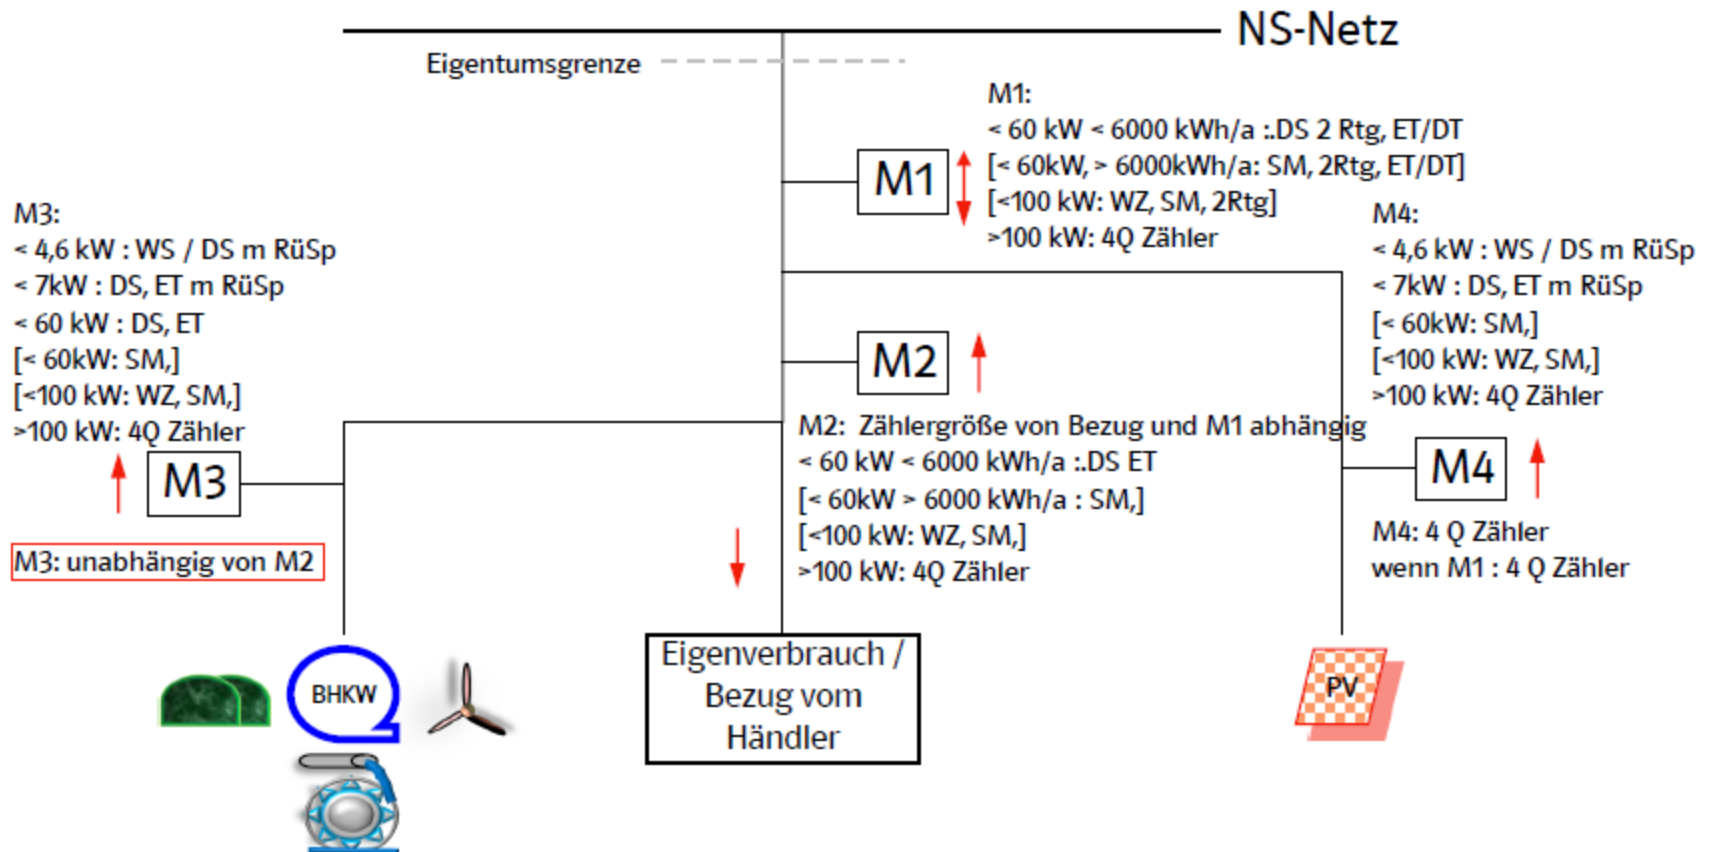 NS-Netz
Eigentumsgrenze
M1:
< 60 kW < 6000 kWh/a :.DS 2 Rtg, ET/DT
[< 60kW, > 6000kWh/a: SM, 2Rtg, ET/DT]
[<100 kW: WZ, SM, 2Rtg]
>100 kW: 4Q Zähler
M1
M3:
< 4,6 kW : WS / DS m RüSp
< 7kW : DS, ET m RüSp
< 60 kW : DS, ET
[< 60kW: SM,]
[<100 kW: WZ, SM,]
>100 kW: 4Q Zähler
M3
M3: unabhängig von M2
M2
M2: Zählergröße von Bezug und M1 abhängig
< 60 kW < 6000 kWh/a :.DS ET
[< 60kW > 6000 kWh/a : SM,]
[<100 kW: WZ, SM,]
>100 kW: 4Q Zähler
M4:
< 4,6 kW : WS / DS m RüSp
< 7kW : DS, ET m RüSp
[< 60kW: SM,]
[<100 kW: WZ, SM,]
>100 kW: 4Q Zähler
M4
M4: 4 Q Zähler
wenn M1 : 4 Q Zähler
BHKW
Eigenverbrauch /
Bezug vom
Händler
PV